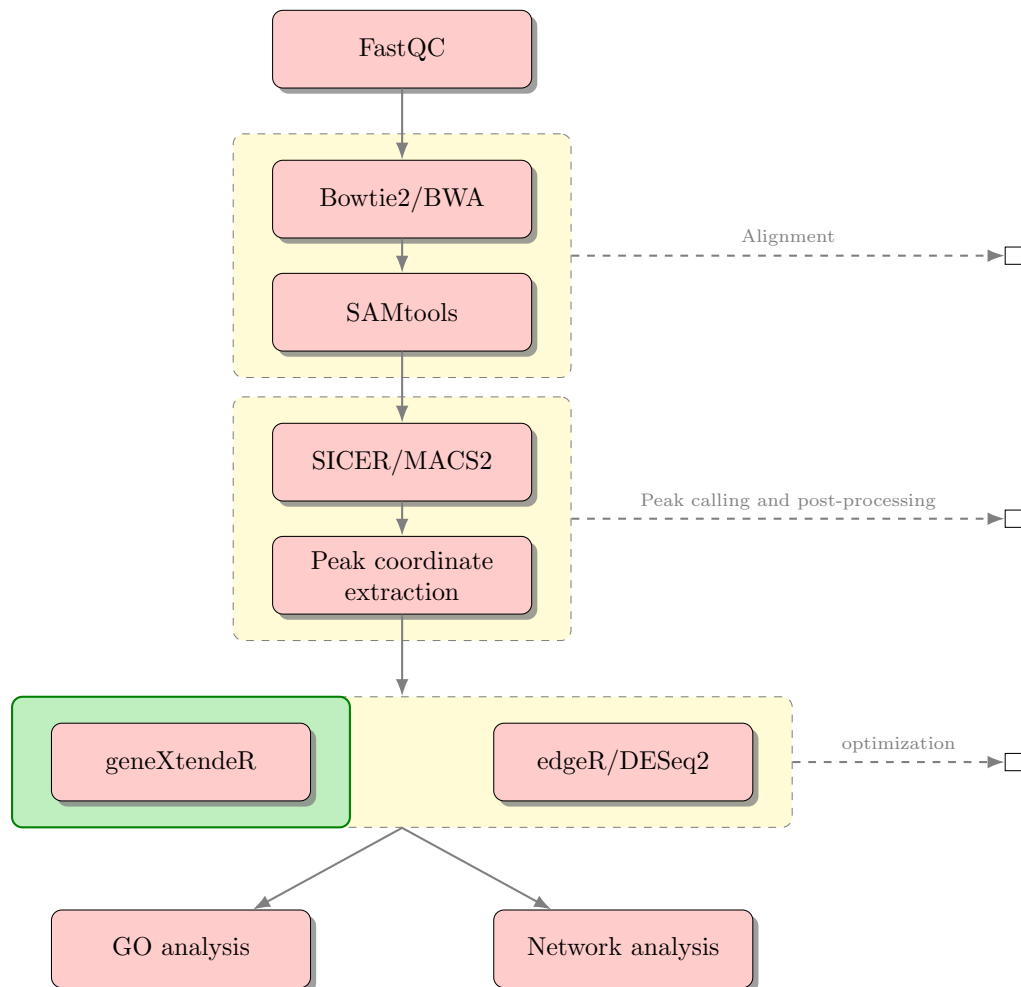 FastQC
Bowtie2/BWA
Alignment
SAMtools
SICER/MACS2
Peak calling and post-processing
Peak coordinate
extraction
geneXtendeR
edgeR/DESeq2
optimization
GO analysis
Network analysis